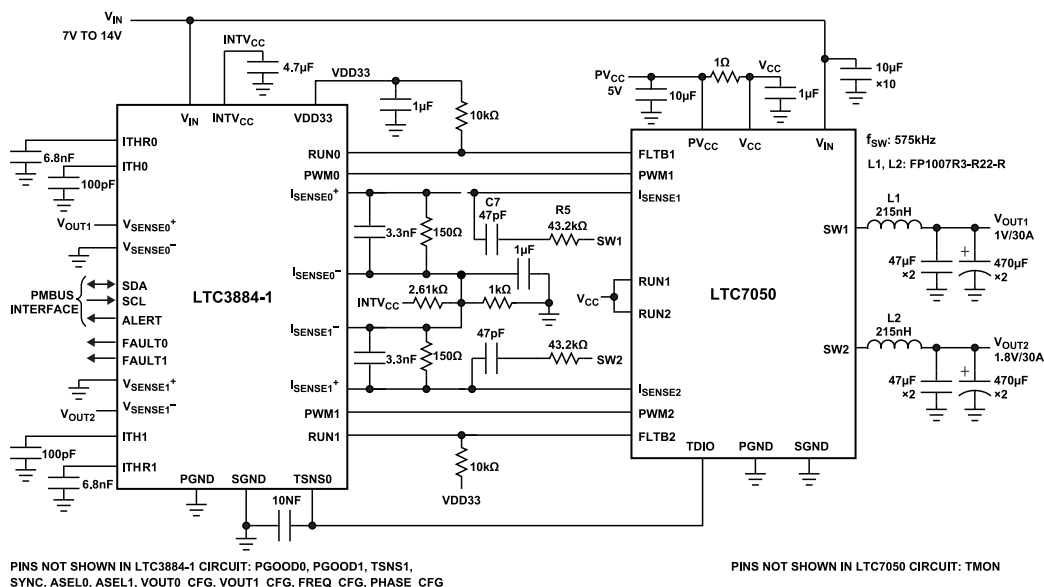 VIN
7V TO 14V
INTVCC
4.7µF
VDD33
1µF
10kΩ
PVCC
5V
10µF
1Ω
VCC
1µF
10µF
×10
VIN
INTVCC
VDD33
PVCC
VCC
VIN
fSW: 575kHz
L1, L2: FP1007R3-R22-R
6.8nF
100pF
ITHR0
ITH0
VOUT1
VSENSE0+
VSENSE0−
PMBUS
INTERFACE
SDA
SCL
ALERT
FAULT0
FAULT1
VSENSE1+
VOUT2
VSENSE1−
ITH1
100pF
ITHR1
6.8nF
LTC3884-1
PGND
SGND
TSNS0
10NF
RUN0
PWM0
ISENSE0+
ISENSE0−
ISENSE1−
ISENSE1+
PWM1
RUN1
3.3nF
150Ω
C7
47pF
R5
43.2kΩ
SW1
1µF
INTVCC
2.61kΩ
1kΩ
3.3nF
150Ω
47pF
43.2kΩ
SW2
10kΩ
VDD33
FLTB1
PWM1
ISENSE1
VCC
RUN1
RUN2
LTC7050
ISENSE2
PWM2
FLTB2
TDIO
PGND
SGND
SW1
L1
215nH
VOUT1
1V/30A
47µF
×2
+
470µF
×2
SW2
L2
215nH
VOUT2
1.8V/30A
47µF
×2
+
470µF
×2
PINS NOT SHOWN IN LTC3884-1 CIRCUIT: PGOOD0, PGOOD1, TSNS1,
SYNC, ASEL0, ASEL1, VOUT0_CFG, VOUT1_CFG, FREQ_CFG, PHASE_CFG
PINS NOT SHOWN IN LTC7050 CIRCUIT: TMON